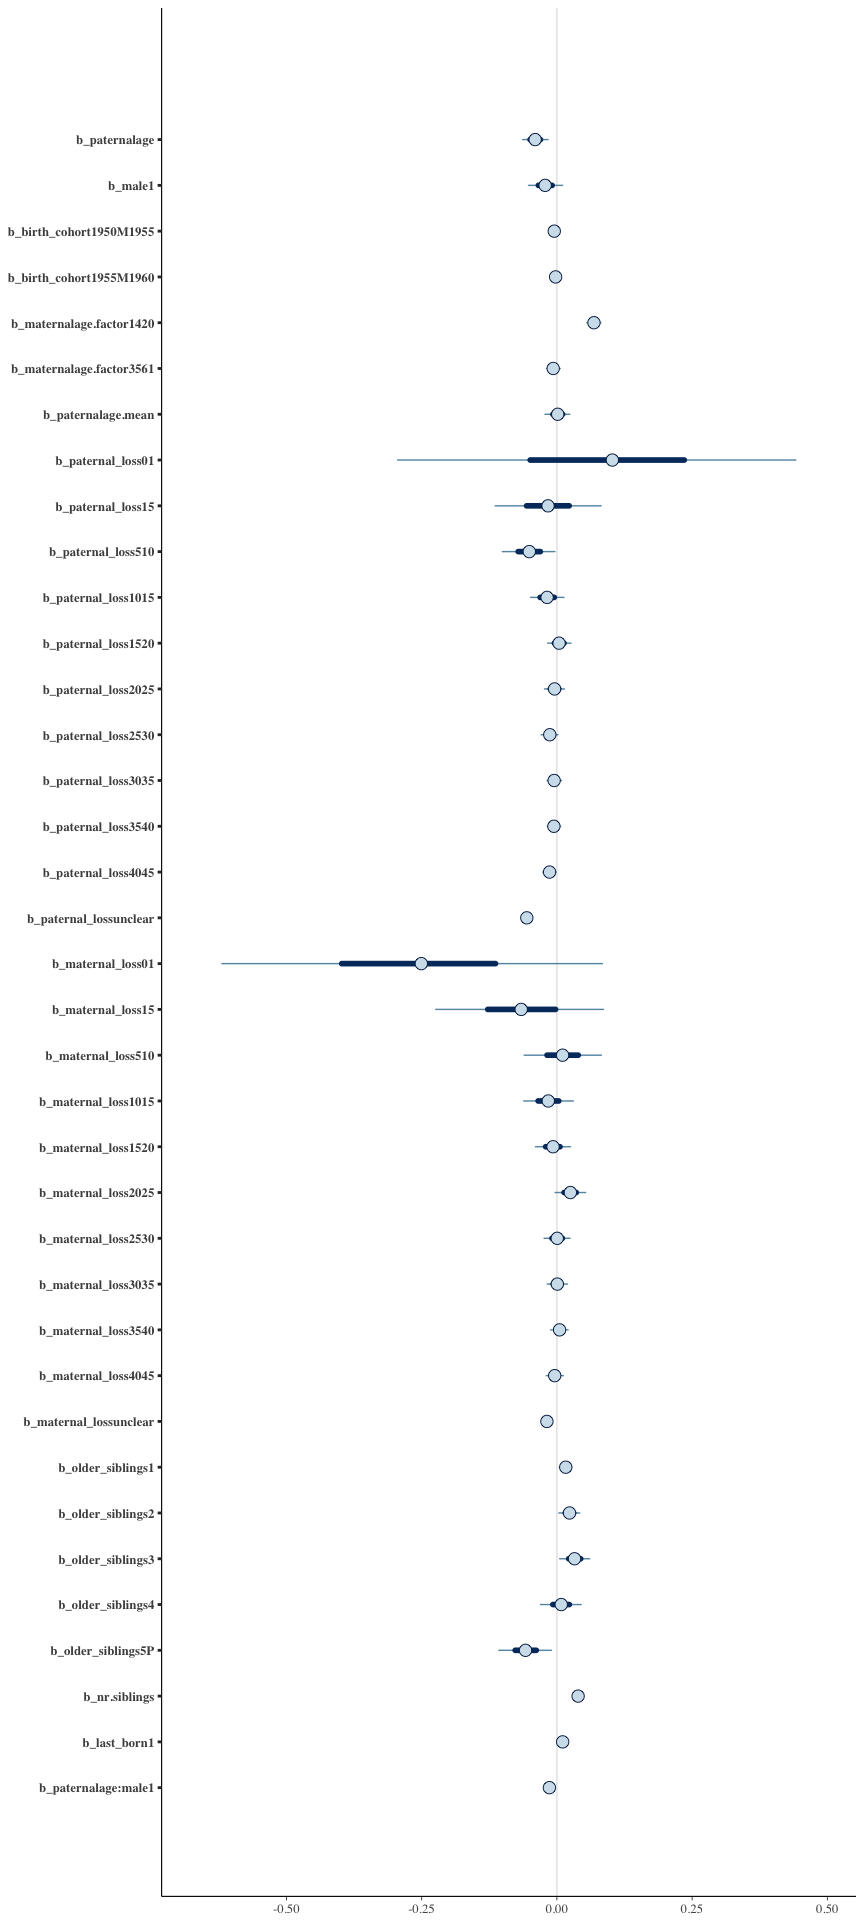 b_paternalage
b_male1
b_birth_cohort1950M1955
b_birth_cohort1955M1960
b_maternalage.factor1420
b_maternalage.factor3561
b_paternalage.mean
b_paternal_loss01
b_paternal_loss15
b_paternal_loss510
b_paternal_loss1015
b_paternal_loss1520
b_paternal_loss2025
b_paternal_loss2530
b_paternal_loss3035
b_paternal_loss3540
b_paternal_loss4045
b_paternal_lossunclear
b_maternal_loss01
b_maternal_loss15
b_maternal_loss510
b_maternal_loss1015
b_maternal_loss1520
b_maternal_loss2025
b_maternal_loss2530
b_maternal_loss3035
b_maternal_loss3540
b_maternal_loss4045
b_maternal_lossunclear
b_older_siblings1
b_older_siblings2
b_older_siblings3
b_older_siblings4
b_older_siblings5P
b_nr.siblings
b_last_born1
b_paternalage:male1
-0.50 -0.25 0.00 0.25 0.50